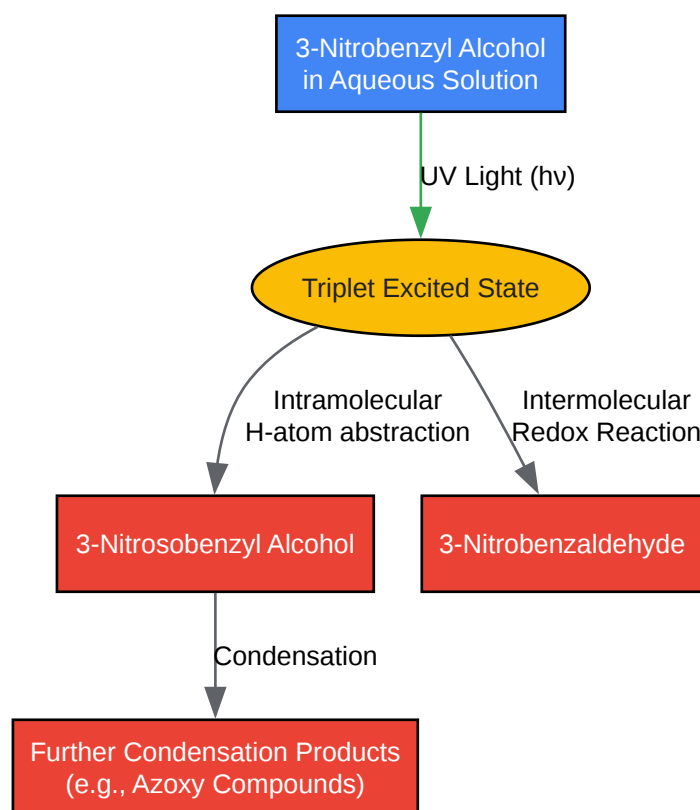 3-Nitrobenzyl Alcohol
in Aqueous Solution
UV Light (hν)
Triplet Excited State
Intramolecular
H-atom abstraction
Intermolecular
Redox Reaction
3-Nitrosobenzyl Alcohol
3-Nitrobenzaldehyde
Condensation
Further Condensation Products
(e.g., Azoxy Compounds)